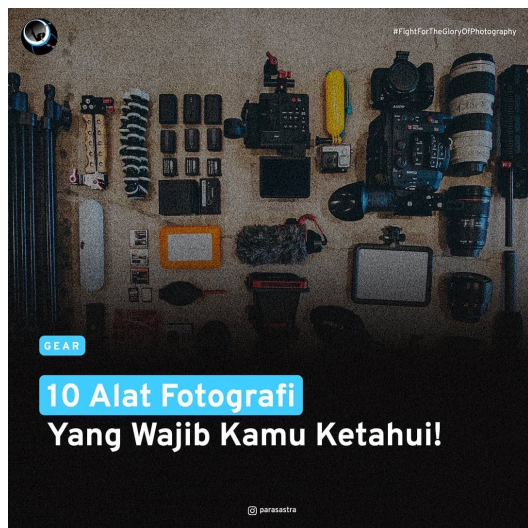 #FightForTheGloryOfPhotography
GEAR
10 Alat Fotografi
Yang Wajib Kamu Ketahui!
parasastra